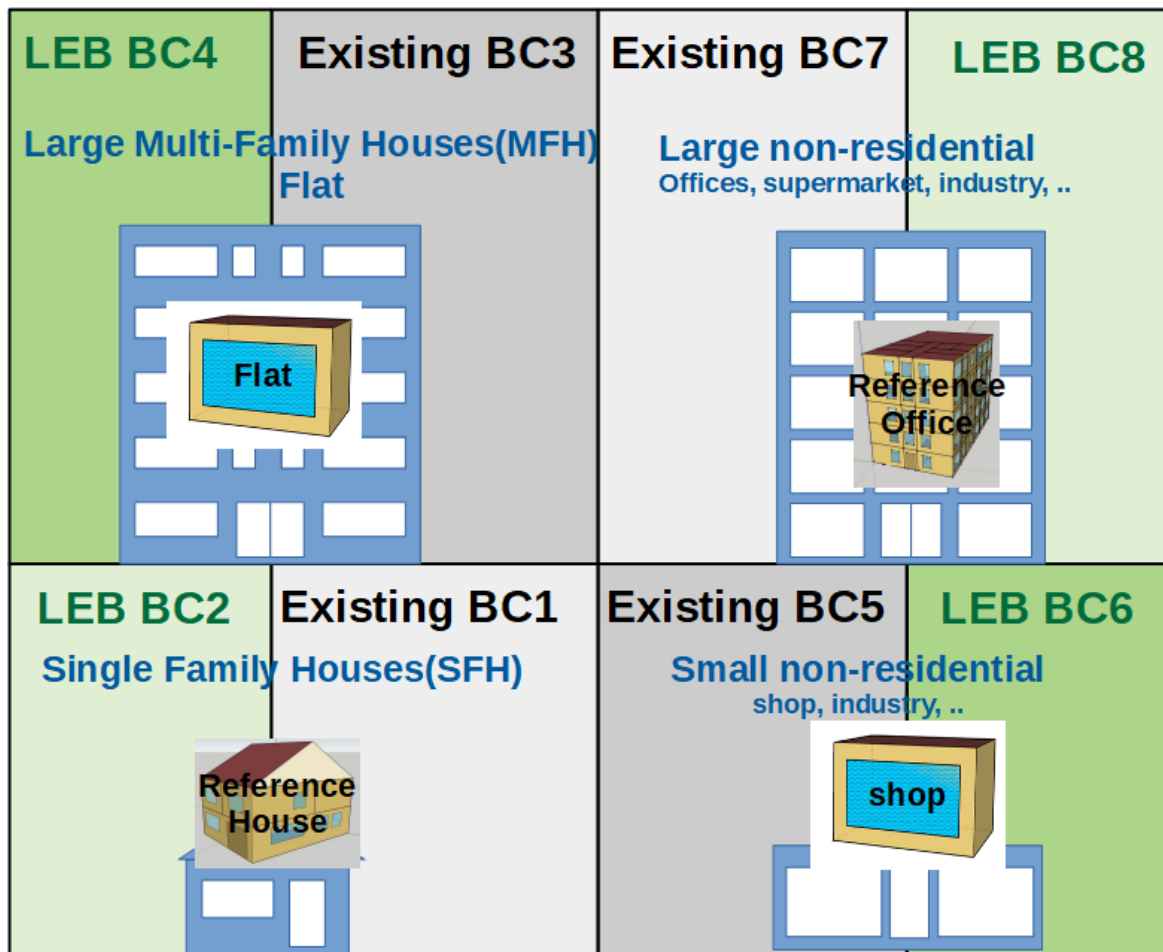 LEB BC4
Existing BC3
Existing BC7
LEB BC8
Large Multi-Family Houses(MFH)
Flat
Large non-residential
Offices, supermarket, industry, ..
Flat
Reference
Office
LEB BC2
Existing BC1
Existing BC5
LEB BC6
Single Family Houses(SFH)
Small non-residential
shop, industry, ..
Reference
House
shop